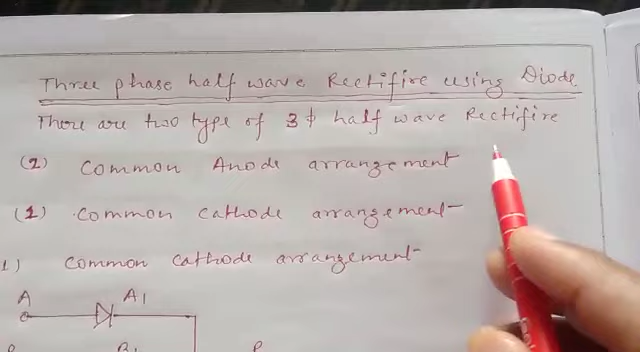 Three phase half wave Rectifire using Diode
There are two type of 3ϕ half wave Rectifire
(2) Common Anode arrangement
(1) Common Cathode arrangement
1) Common Cathode arrangement
A A1
B1 R